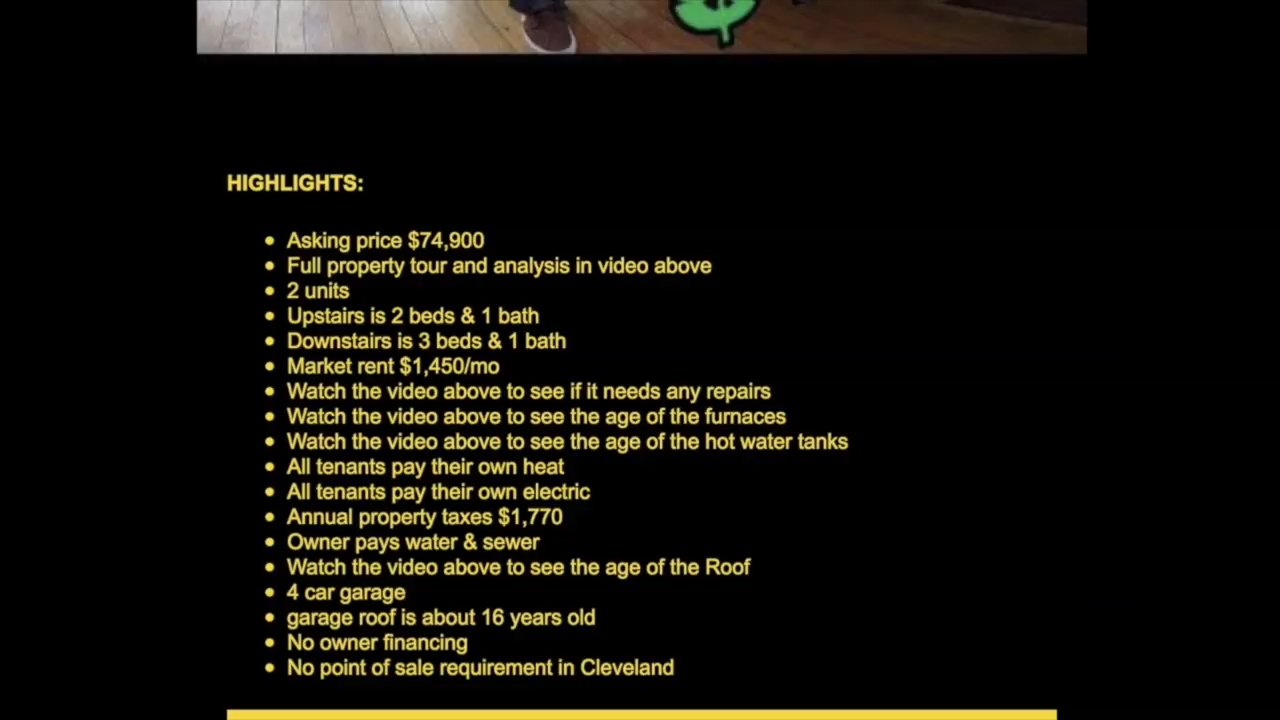 HIGHLIGHTS:
• Asking price $74,900
• Full property tour and analysis in video above
• 2 units
• Upstairs is 2 beds & 1 bath
• Downstairs is 3 beds & 1 bath
• Market rent $1,450/mo
• Watch the video above to see if it needs any repairs
• Watch the video above to see the age of the furnaces
• Watch the video above to see the age of the hot water tanks
• All tenants pay their own heat
• All tenants pay their own electric
• Annual property taxes $1,770
• Owner pays water & sewer
• Watch the video above to see the age of the Roof
• 4 car garage
• garage roof is about 16 years old
• No owner financing
• No point of sale requirement in Cleveland